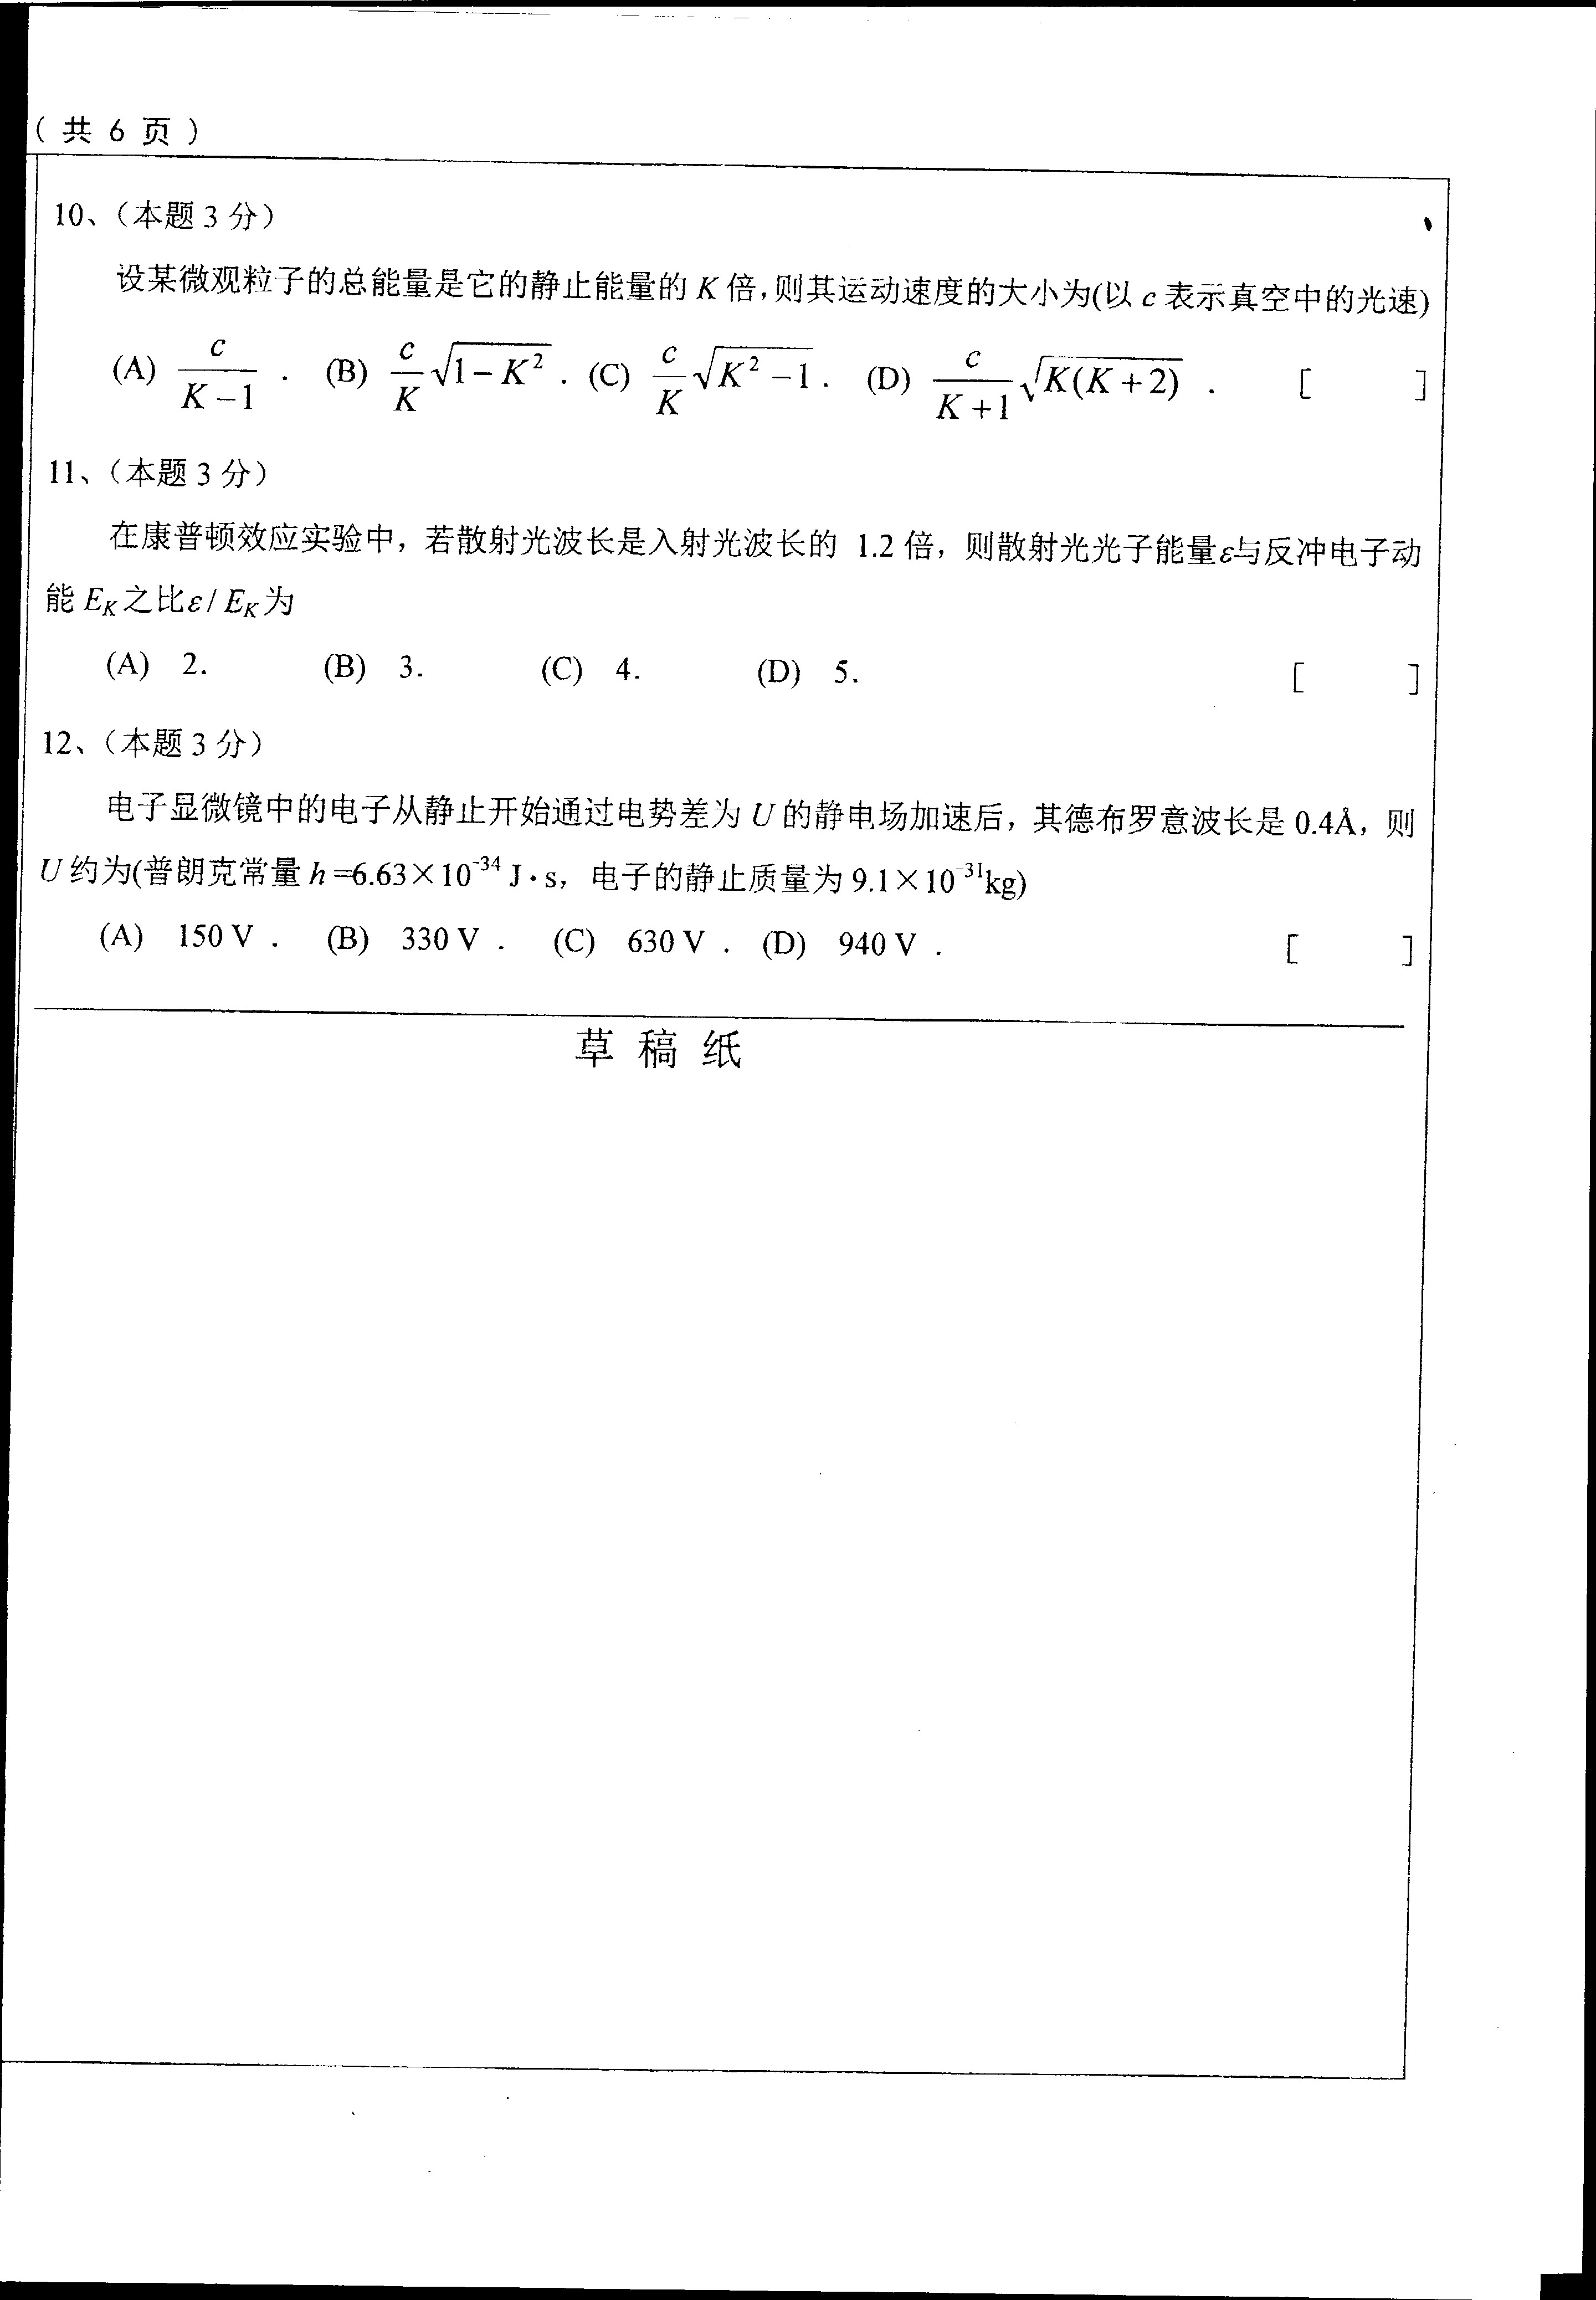 （ 共 6 页 ）
10、（本题 3 分）
设某微观粒子的总能量是它的静止能量的 K 倍，则其运动速度的大小为(以 c 表示真空中的光速)
(A) \frac{c}{K-1} ． (B) \frac{c}{K}\sqrt{1-K^2} ．(C) \frac{c}{K}\sqrt{K^2-1}． (D) \frac{c}{K+1}\sqrt{K(K+2)} ． [ ]
11、（本题 3 分）
在康普顿效应实验中，若散射光波长是入射光波长的 1.2 倍，则散射光光子能量ε与反冲电子动
能 E_K之比ε/ E_K为
(A) 2． (B) 3． (C) 4． (D) 5． [ ]
12、（本题 3 分）
电子显微镜中的电子从静止开始通过电势差为 U 的静电场加速后，其德布罗意波长是 0.4Å，则
U 约为(普朗克常量 h =6.63×10⁻³⁴ J·s，电子的静止质量为 9.1×10⁻³¹kg)
(A) 150 V ． (B) 330 V ． (C) 630 V ． (D) 940 V ． [ ]
草 稿 纸